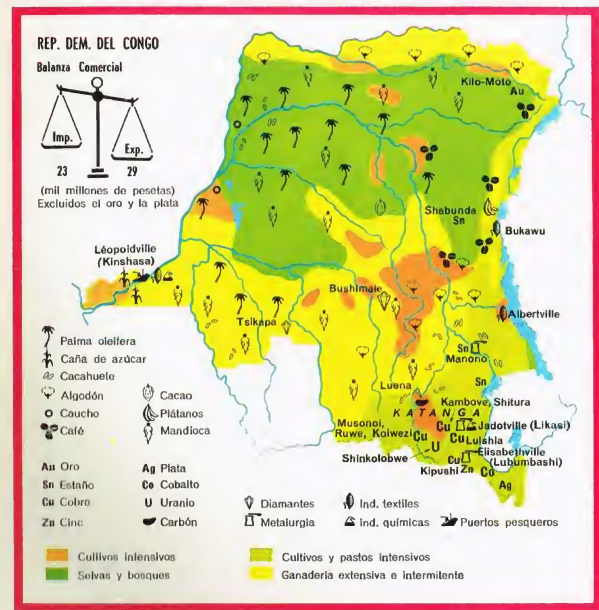 REP. DEM. DEL CONGO
Balanza Comercial
Imp.
Exp.
23
29
(mil millones de pesetas)
Excluidos el oro y la plata
Kilo-Moto
Au
Shabunda
Sn
Bukawu
Léopoldville
(Kinshasa)
Bushimaie
Albertville
Tsikapa
Sn
Manono
Luena
Sn
Kambove, Shitura
KATANGA
Musonoi,
Ruwe, Kolwezi
Cu
Cu
Jadotville (Likasi)
Cu
Luishia
U
Elisabethville
(Lubumbashi)
Shinkolobwe
Cu
Kipushi
Zn
Co
Ag
Palma oleifera
Caña de azúcar
Cacahuete
Algodón
Cacao
Caucho
Plátanos
Café
Mandioca
Au Oro
Ag Plata
Sn Estaño
Co Cobalto
Cu Cobre
U Uranio
Zn Cinc
Carbón
Diamantes
Ind. textiles
Metalurgia
Ind. químicas
Puertos pesqueros
Cultivos intensivos
Cultivos y pastos intensivos
Selvas y bosques
Ganadería extensiva e intermitente